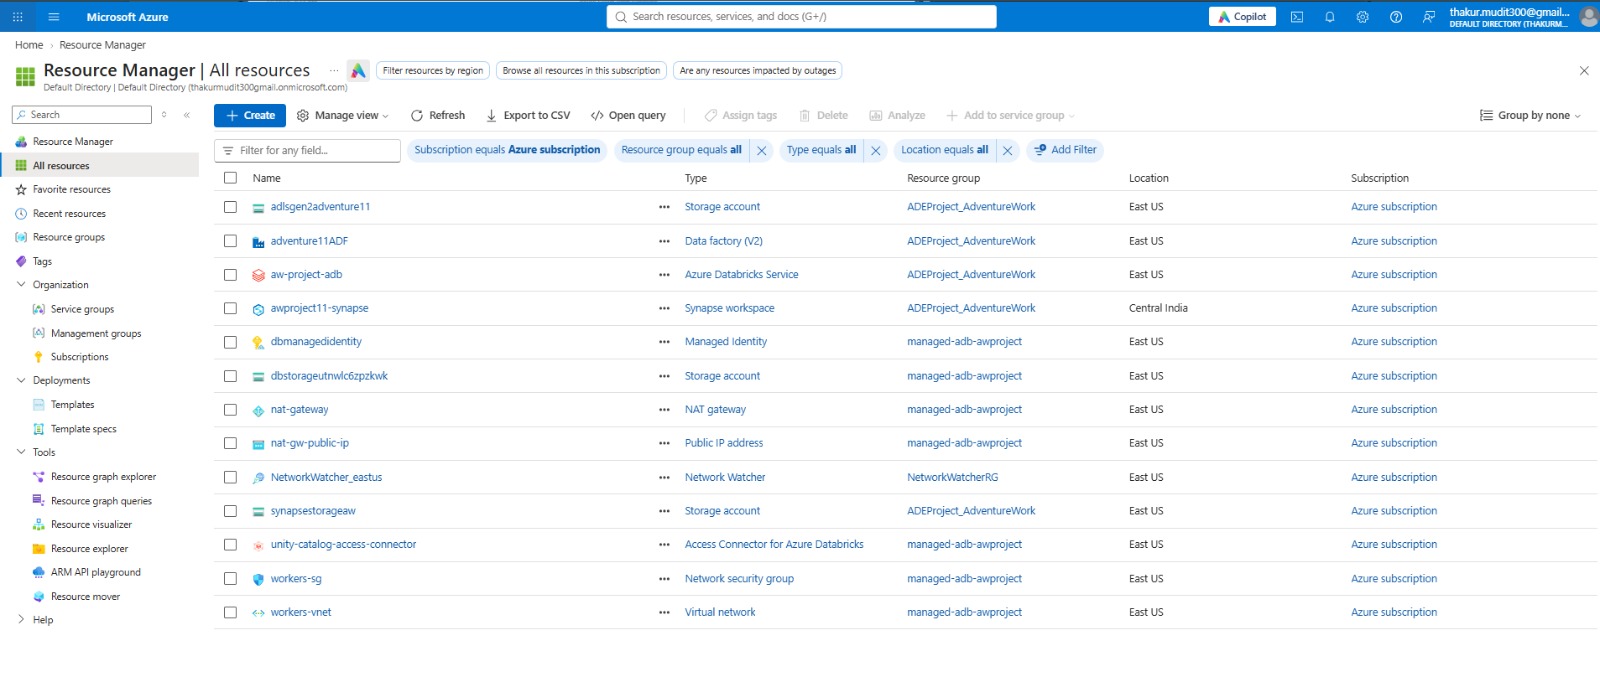 Microsoft Azure
Search resources, services, and docs (G+/)
Copilot
thakur.mudit300@gmail...
DEFAULT DIRECTORY (THAKURM...
Home > Resource Manager
Resource Manager | All resources ...
Filter resources by region
Browse all resources in this subscription
Are any resources impacted by outages
Default Directory | Default Directory (thakurmudit300gmail.onmicrosoft.com)
Search
Create Manage view Refresh Export to CSV Open query Assign tags Delete Analyze Add to service group Group by none
Resource Manager
All resources
Favorite resources
Recent resources
Resource groups
Tags
Organization
Service groups
Management groups
Subscriptions
Deployments
Templates
Template specs
Tools
Resource graph explorer
Resource graph queries
Resource visualizer
Resource explorer
ARM API playground
Resource mover
Help
Filter for any field... Subscription equals Azure subscription Resource group equals all Type equals all Location equals all Add Filter
Name Type Resource group Location Subscription
adlsgen2adventure11 ... Storage account ADEProject_AdventureWork East US Azure subscription
adventure11ADF ... Data factory (V2) ADEProject_AdventureWork East US Azure subscription
aw-project-adb ... Azure Databricks Service ADEProject_AdventureWork East US Azure subscription
awproject11-synapse ... Synapse workspace ADEProject_AdventureWork Central India Azure subscription
dbmanagedidentity ... Managed Identity managed-adb-awproject East US Azure subscription
dbstorageutnwlc6zpzkwk ... Storage account managed-adb-awproject East US Azure subscription
nat-gateway ... NAT gateway managed-adb-awproject East US Azure subscription
nat-gw-public-ip ... Public IP address managed-adb-awproject East US Azure subscription
NetworkWatcher_eastus ... Network Watcher NetworkWatcherRG East US Azure subscription
synapsestorageaw ... Storage account ADEProject_AdventureWork East US Azure subscription
unity-catalog-access-connector ... Access Connector for Azure Databricks managed-adb-awproject East US Azure subscription
workers-sg ... Network security group managed-adb-awproject East US Azure subscription
workers-vnet ... Virtual network managed-adb-awproject East US Azure subscription